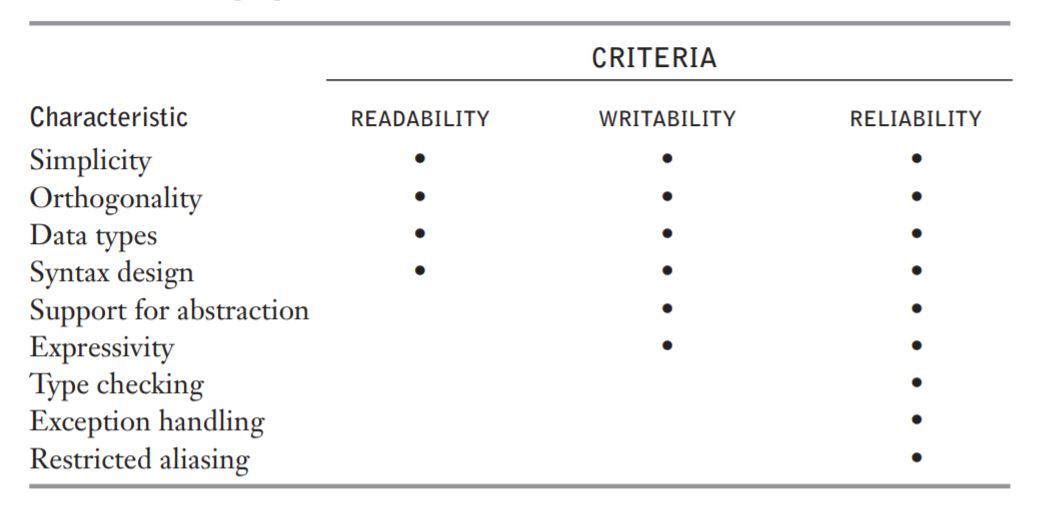 CRITERIA
Characteristic READABILITY WRITABILITY RELIABILITY
Simplicity • • •
Orthogonality • • •
Data types • • •
Syntax design • • •
Support for abstraction • •
Expressivity • •
Type checking •
Exception handling •
Restricted aliasing •